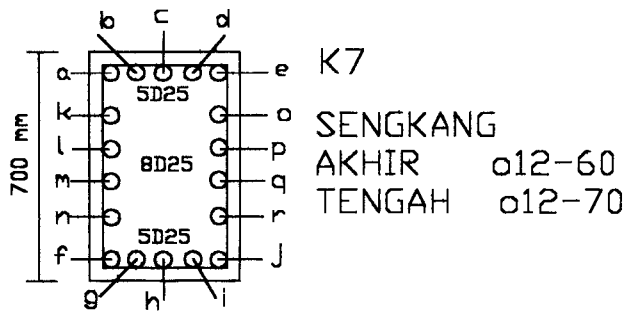 b c d
a e K7
5D25
k o
SENGKANG
l p
8D25 AKHIR o12-60
m q
TENGAH o12-70
n r
5D25
f J
g h i
700 mm